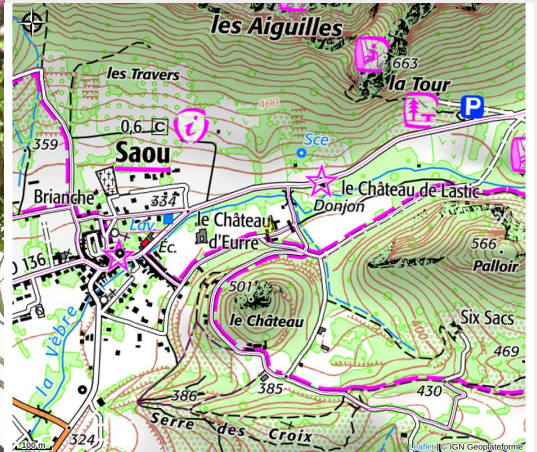 les Aiguilles
663
les Travers
la Tour
400
P
0,6 C
i
Sce
359
Saou
le Château de Lastic
Donjon
Brianche
334
Lav.
le Château
d'Eurre
Éc.
566
Palloir
D 136
501
la Vèbre
le Château
400
Six Sacs
469
386
385
430
Serre des Croix
324
100 m
Leaflet | © IGN Geoplateforme